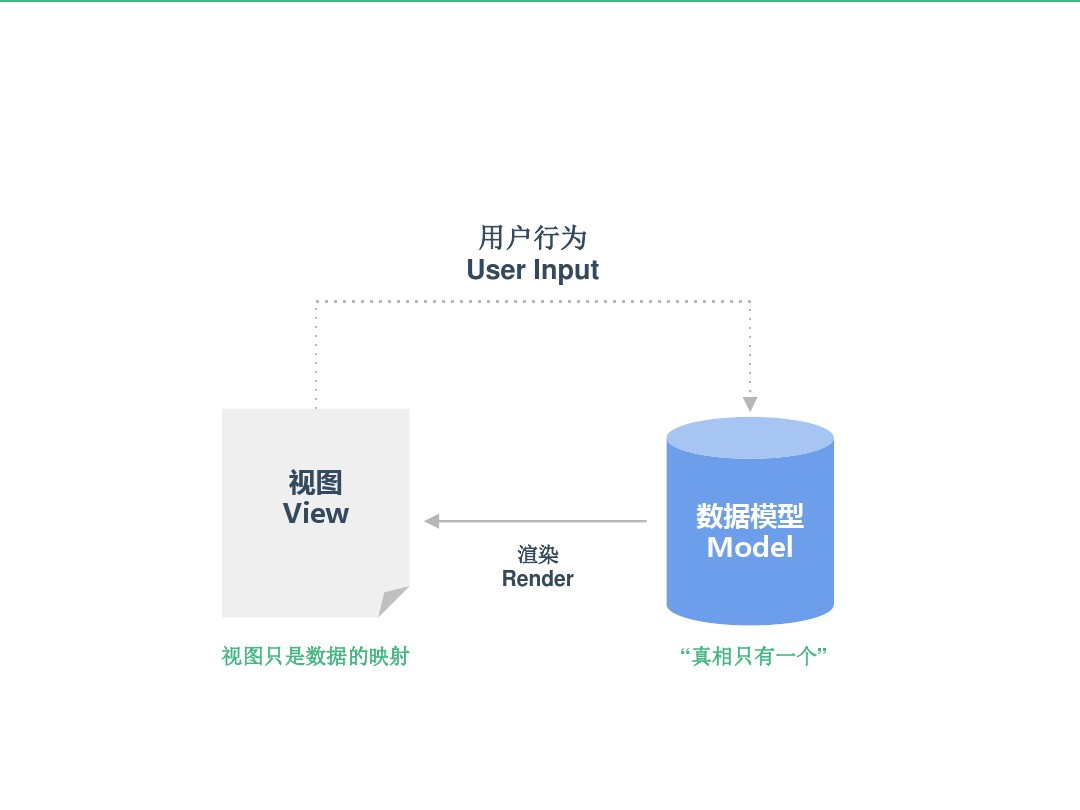 用户行为
User Input
视图
View
数据模型
Model
渲染
Render
视图只是数据的映射
“真相只有一个”